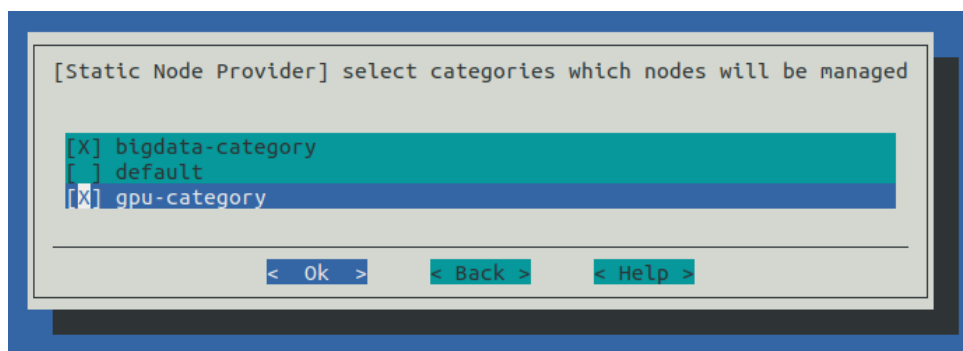 [Static Node Provider] select categories which nodes will be managed
[X] bigdata-category
[ ] default
[X] gpu-category
< Ok > < Back > < Help >